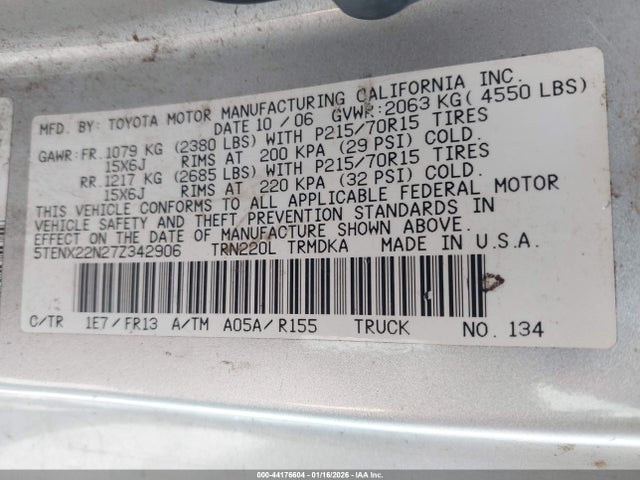 MFD. BY: TOYOTA MOTOR MANUFACTURING CALIFORNIA INC.
DATE 10 / 06 GVWR: 2063 KG( 4550 LBS)
GAWR: FR. 1079 KG (2380 LBS) WITH P215/70R15 TIRES
15X6J RIMS AT 200 KPA (29 PSI) COLD.
RR. 1217 KG (2685 LBS) WITH P215/70R15 TIRES
15X6J RIMS AT 220 KPA (32 PSI) COLD.
THIS VEHICLE CONFORMS TO ALL APPLICABLE FEDERAL MOTOR
VEHICLE SAFETY AND THEFT PREVENTION STANDARDS IN
EFFECT ON THE DATE OF MANUFACTURE SHOWN ABOVE.
5TENX22N27Z342906 TRN220L TRMDKA MADE IN U.S.A.
C/TR 1E7 / FR13 A/TM A05A / R155 TRUCK NO. 134
000-44176604 - 01/16/2026 - IAA Inc.